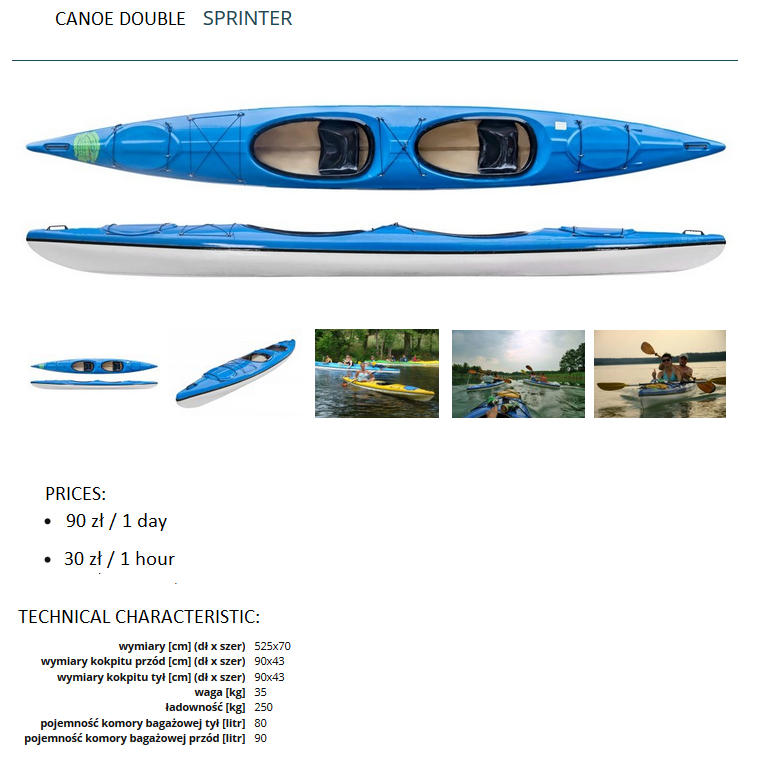 CANOE DOUBLE SPRINTER
PRICES:
• 90 zł / 1 day
• 30 zł / 1 hour
TECHNICAL CHARACTERISTIC:
wymiary [cm] (dł x szer) 525x70
wymiary kokpitu przód [cm] (dł x szer) 90x43
wymiary kokpitu tył [cm] (dł x szer) 90x43
waga [kg] 35
ładowność [kg] 250
pojemność komory bagażowej tył [litr] 80
pojemność komory bagażowej przód [litr] 90